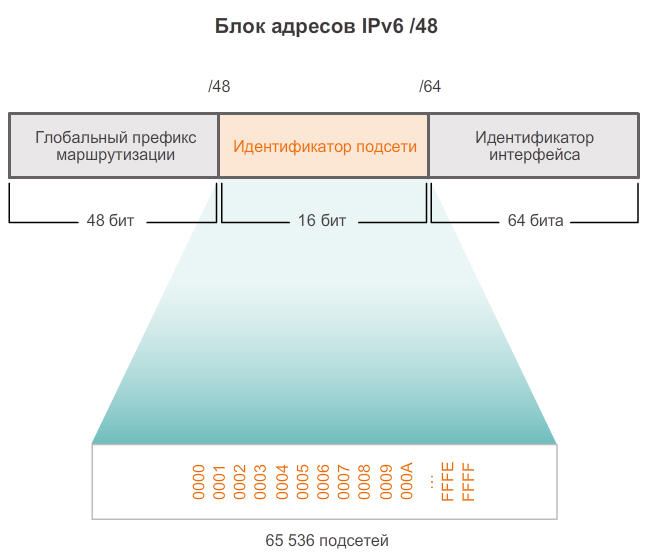 Блок адресов IPv6 /48
/48
/64
Глобальный префикс
маршрутизации
Идентификатор подсети
Идентификатор
интерфейса
48 бит
16 бит
64 бита
0000
0001
0002
0003
0004
0005
0006
0007
0008
0009
000A
...
FFFE
FFFF
65 536 подсетей